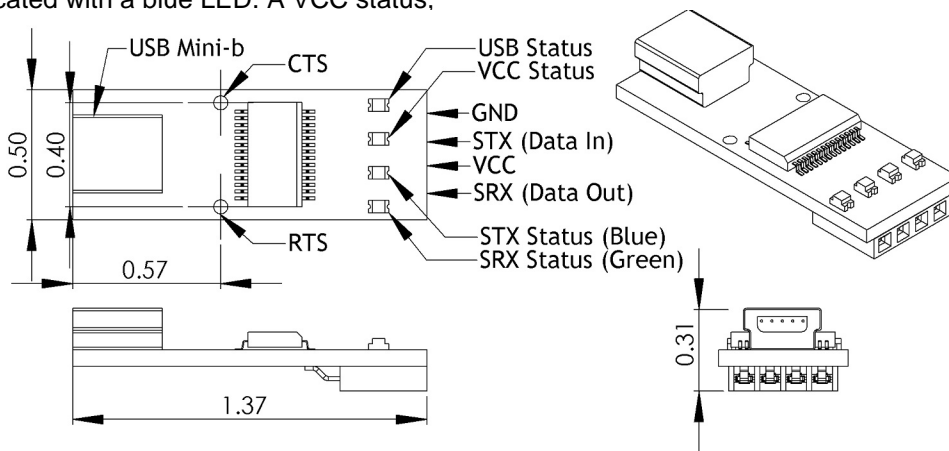 cated with a blue LED. A VCC status,
USB Mini-b
CTS
USB Status
VCC Status
GND
STX (Data In)
VCC
SRX (Data Out)
STX Status (Blue)
SRX Status (Green)
RTS
0.50
0.40
0.57
1.37
0.31